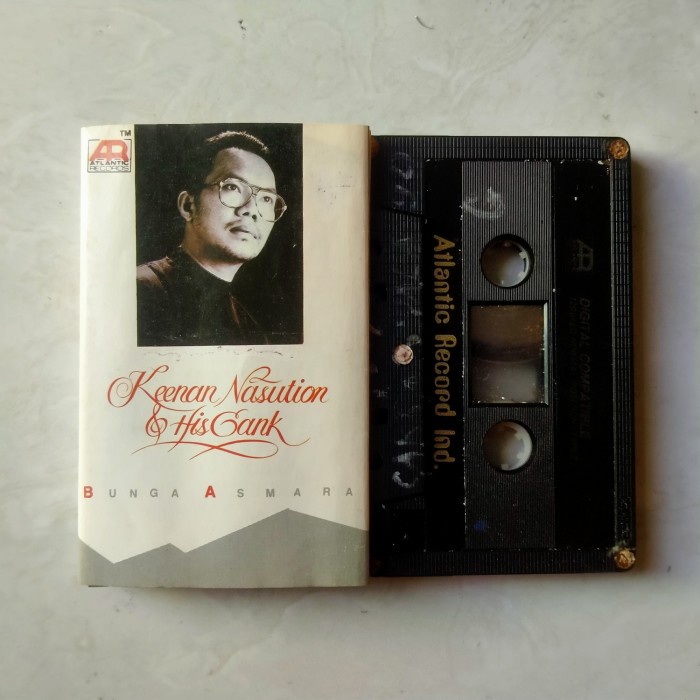 TM
AR
ATLANTIC
RECORDS
Keenan Nasution
& His Gank
BUNGA ASMARA
Atlantic Record Ind.
AR
DIGITAL COMPATIBLE